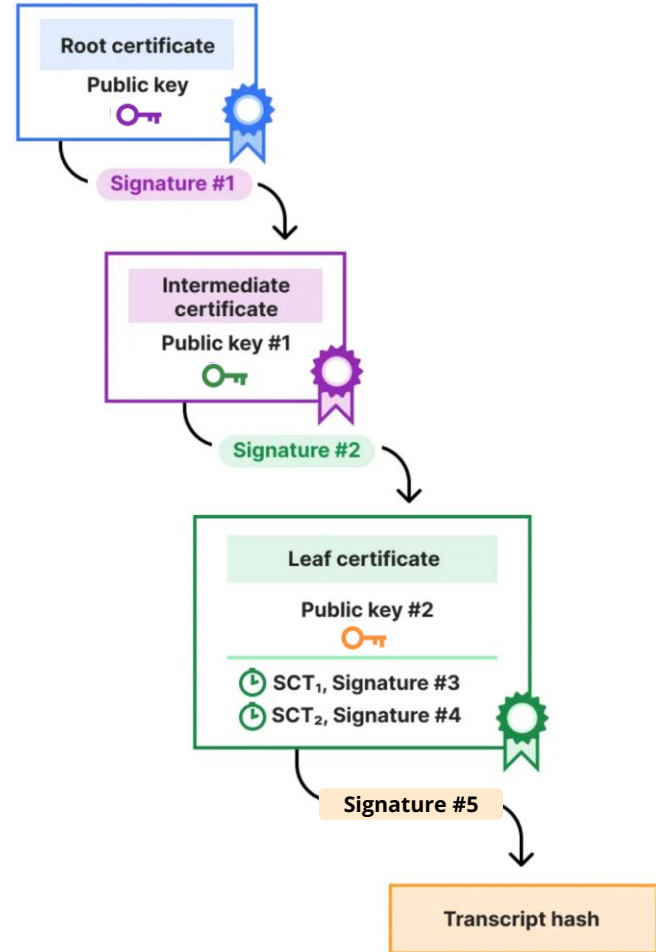 Root certificate
Public key
Signature #1
Intermediate
certificate
Public key #1
Signature #2
Leaf certificate
Public key #2
SCT₁, Signature #3
SCT₂, Signature #4
Signature #5
Transcript hash